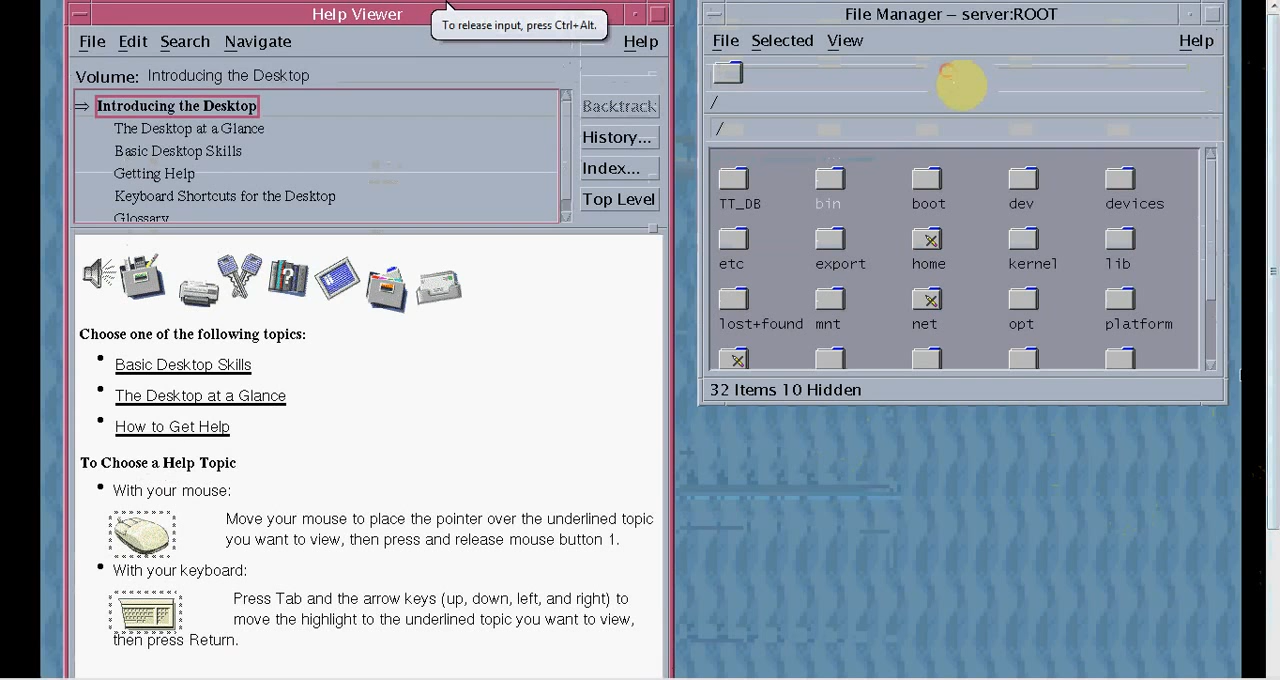 Help Viewer
To release input, press Ctrl+Alt.
File Edit Search Navigate Help
Volume: Introducing the Desktop
Introducing the Desktop
The Desktop at a Glance
Basic Desktop Skills
Getting Help
Keyboard Shortcuts for the Desktop
Glossary
Backtrack
History...
Index...
Top Level
Choose one of the following topics:
Basic Desktop Skills
The Desktop at a Glance
How to Get Help
To Choose a Help Topic
With your mouse:
Move your mouse to place the pointer over the underlined topic
you want to view, then press and release mouse button 1.
With your keyboard:
Press Tab and the arrow keys (up, down, left, and right) to
move the highlight to the underlined topic you want to view,
then press Return.
File Manager – server:ROOT
File Selected View Help
/
/
TT_DB bin boot dev devices
etc export home kernel lib
lost+found mnt net opt platform
32 Items 10 Hidden